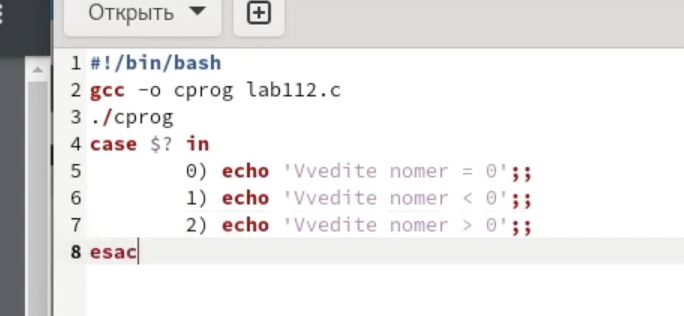 Открыть
1 #!/bin/bash
2 gcc -o cprog lab112.c
3 ./cprog
4 case $? in
5 0) echo 'Vvedite nomer = 0';;
6 1) echo 'Vvedite nomer < 0';;
7 2) echo 'Vvedite nomer > 0';;
8 esac